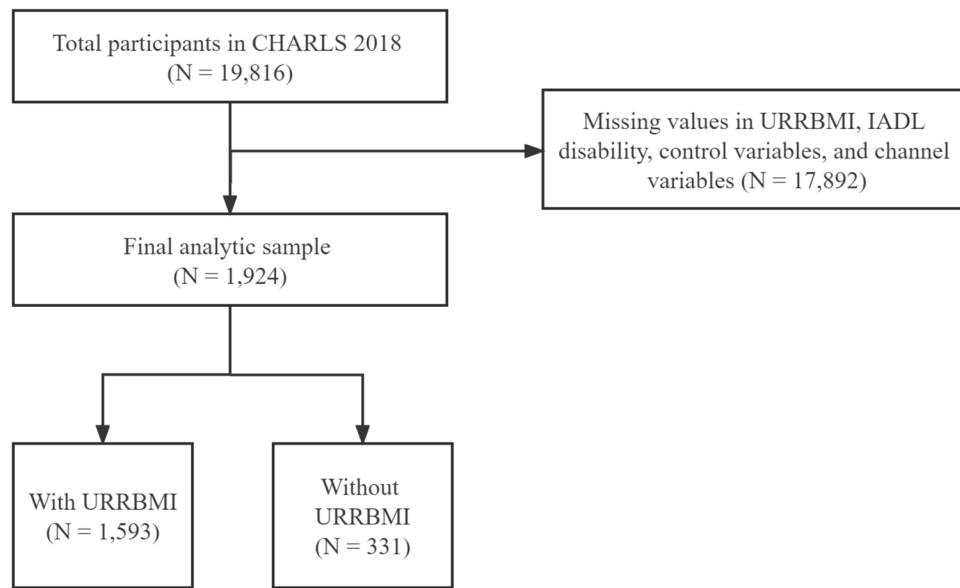 Total participants in CHARLS 2018
(N = 19,816)
Missing values in URRBMI, IADL
disability, control variables, and channel
variables (N = 17,892)
Final analytic sample
(N = 1,924)
With URRBMI
(N = 1,593)
Without
URRBMI
(N = 331)